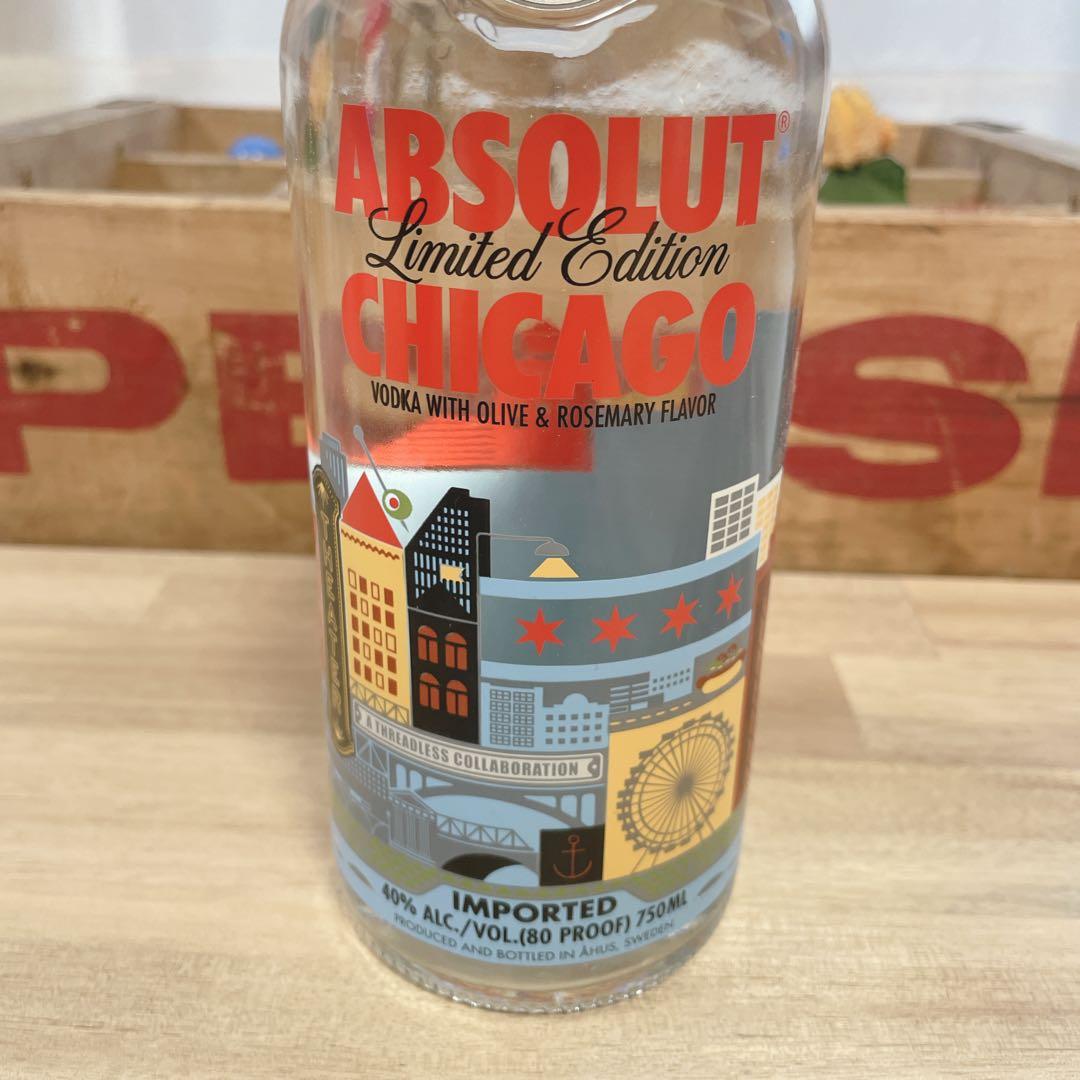 ABSOLUT®
Limited Edition
CHICAGO
VODKA WITH OLIVE & ROSEMARY FLAVOR
A THREADLESS COLLABORATION
IMPORTED
40% ALC./VOL.(80 PROOF) 750ML
PRODUCED AND BOTTLED IN ÅHUS, SWEDEN
PE
S